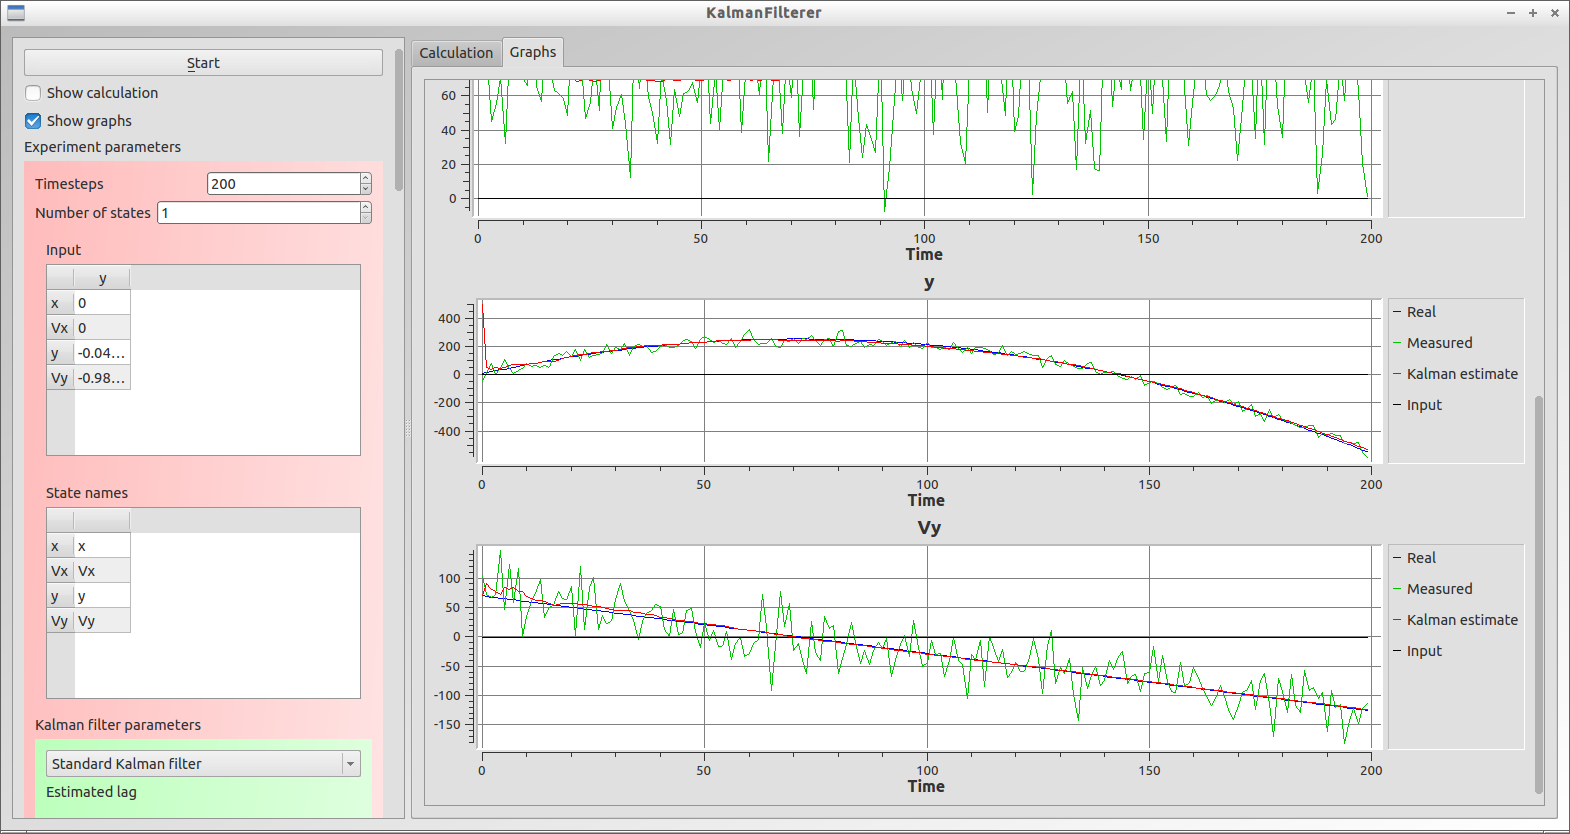 KalmanFilterer
Start
Show calculation
Show graphs
Experiment parameters
Timesteps 200
Number of states 1
Input
y
x 0
Vx 0
y -0.04...
Vy -0.98...
State names
x x
Vx Vx
y y
Vy Vy
Kalman filter parameters
Standard Kalman filter
Estimated lag
Calculation Graphs
60
40
20
0
0 50 100 150 200
Time
y
400
200
0
-200
-400
0 50 100 150 200
Time
Real
Measured
Kalman estimate
Input
Vy
100
50
0
-50
-100
-150
0 50 100 150 200
Time
Real
Measured
Kalman estimate
Input